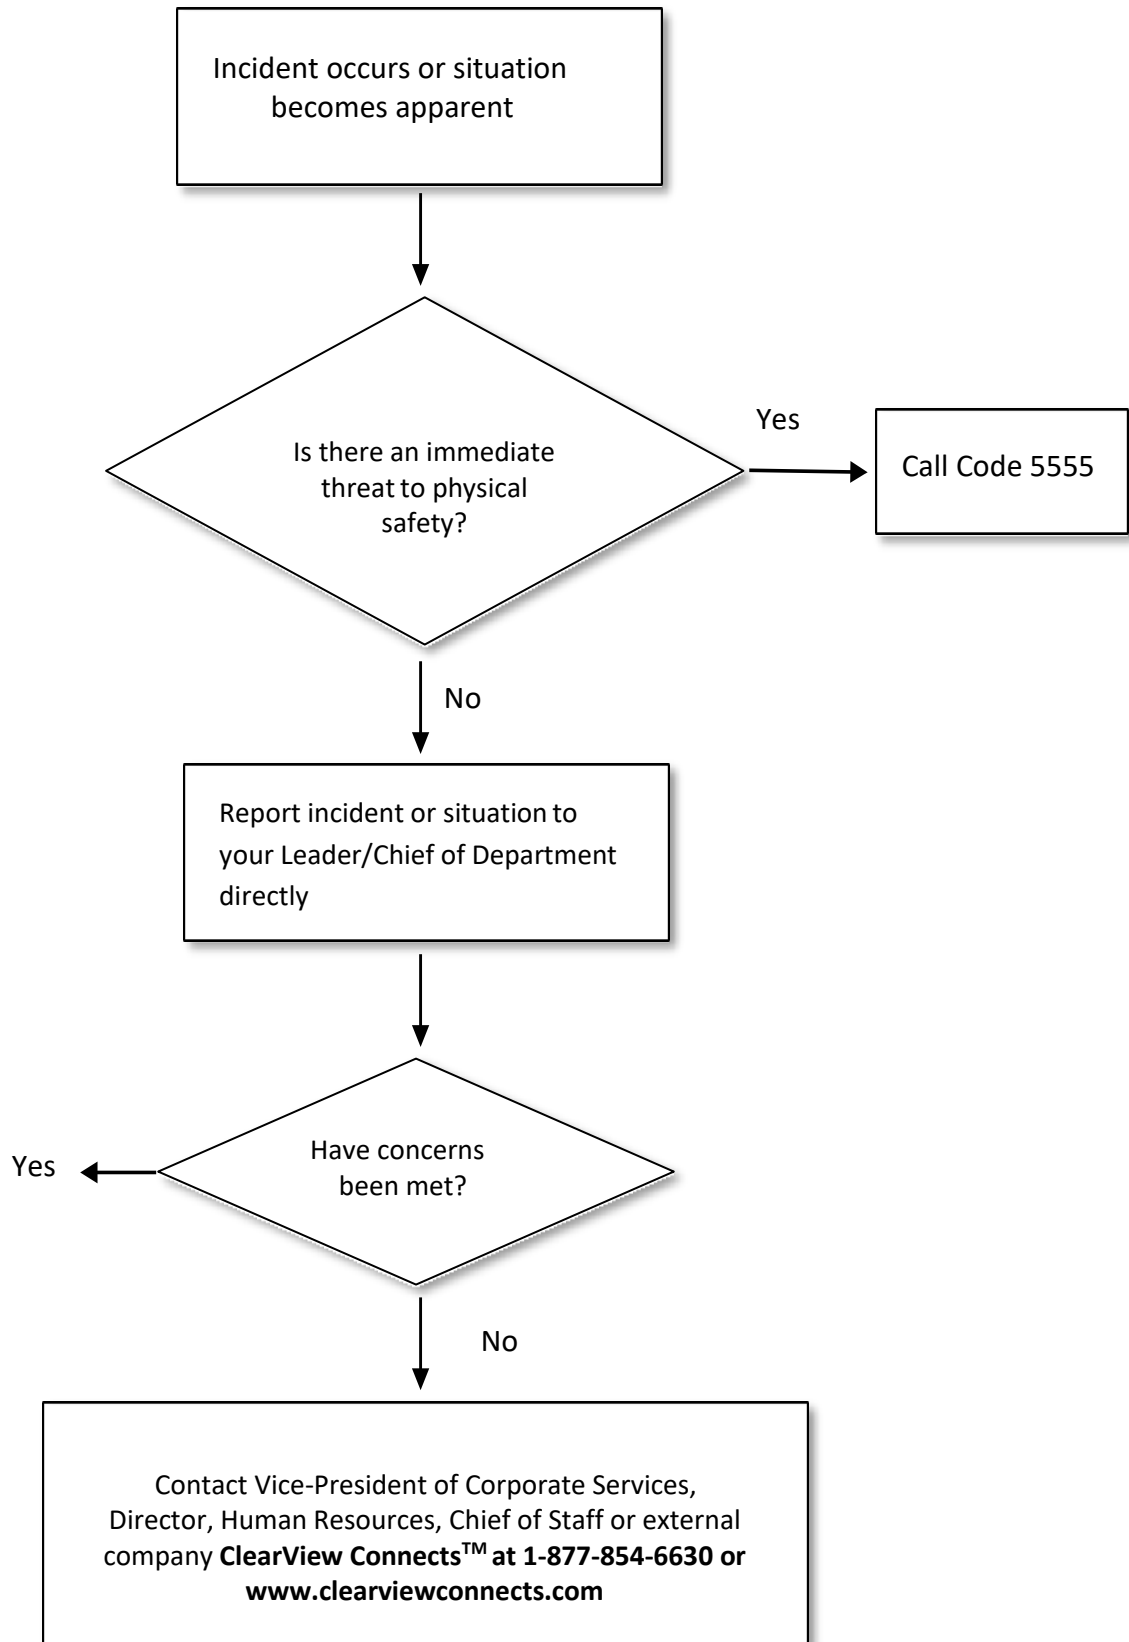 Incident occurs or situation
becomes apparent
Yes
Is there an immediate
threat to physical
safety?
Call Code 5555
No
Report incident or situation to
your Leader/Chief of Department
directly
Have concerns
been met?
Yes
No
Contact Vice-President of Corporate Services,
Director, Human Resources, Chief of Staff or external
company ClearView Connects™ at 1-877-854-6630 or
www.clearviewconnects.com